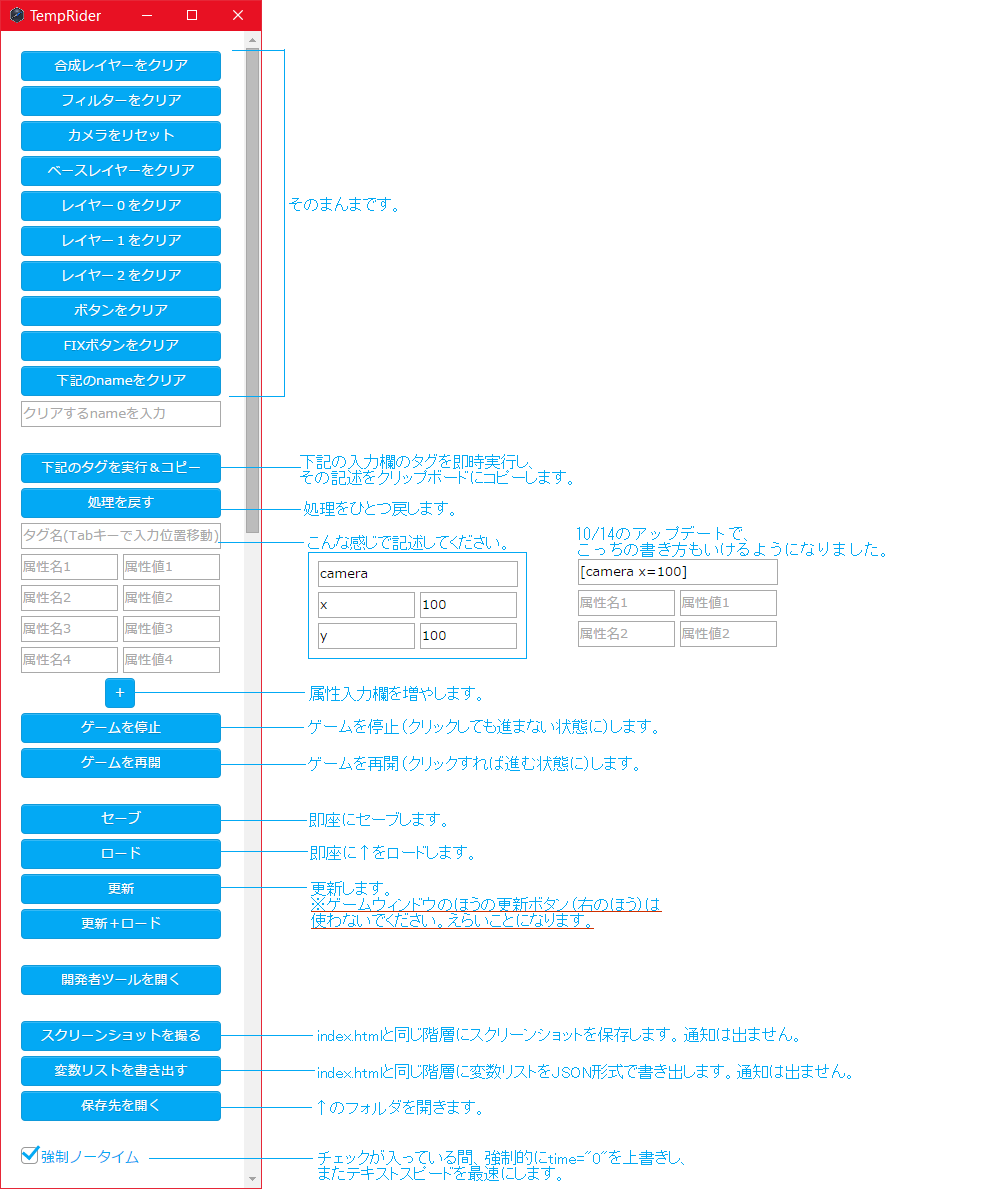 TempRider
合成レイヤーをクリア
フィルターをクリア
カメラをリセット
ベースレイヤーをクリア
レイヤー０をクリア
レイヤー１をクリア
レイヤー２をクリア
ボタンをクリア
FIXボタンをクリア
下記のnameをクリア
クリアするnameを入力
そのまんまです。
下記のタグを実行＆コピー
下記の入力欄のタグを即時実行し、
その記述をクリップボードにコピーします。
処理を戻す
処理をひとつ戻します。
タグ名(Tabキーで入力位置移動)
属性名1 属性値1
属性名2 属性値2
属性名3 属性値3
属性名4 属性値4
こんな感じで記述してください。
camera
x 100
y 100
10/14のアップデートで、
こっちの書き方もいけるようになりました。
[camera x=100]
属性名1 属性値1
属性名2 属性値2
+
属性入力欄を増やします。
ゲームを停止
ゲームを停止（クリックしても進まない状態に）します。
ゲームを再開
ゲームを再開（クリックすれば進む状態に）します。
セーブ
即座にセーブします。
ロード
即座に↑をロードします。
更新
更新します。
※ゲームウィンドウのほうの更新ボタン（右のほう）は
使わないでください。えらいことになります。
更新＋ロード
開発者ツールを開く
スクリーンショットを撮る
index.htmlと同じ階層にスクリーンショットを保存します。通知は出ません。
変数リストを書き出す
index.htmlと同じ階層に変数リストをJSON形式で書き出します。通知は出ません。
保存先を開く
↑のフォルダを開きます。
強制ノータイム
チェックが入っている間、強制的にtime="0"を上書きし、
またテキストスピードを最速にします。